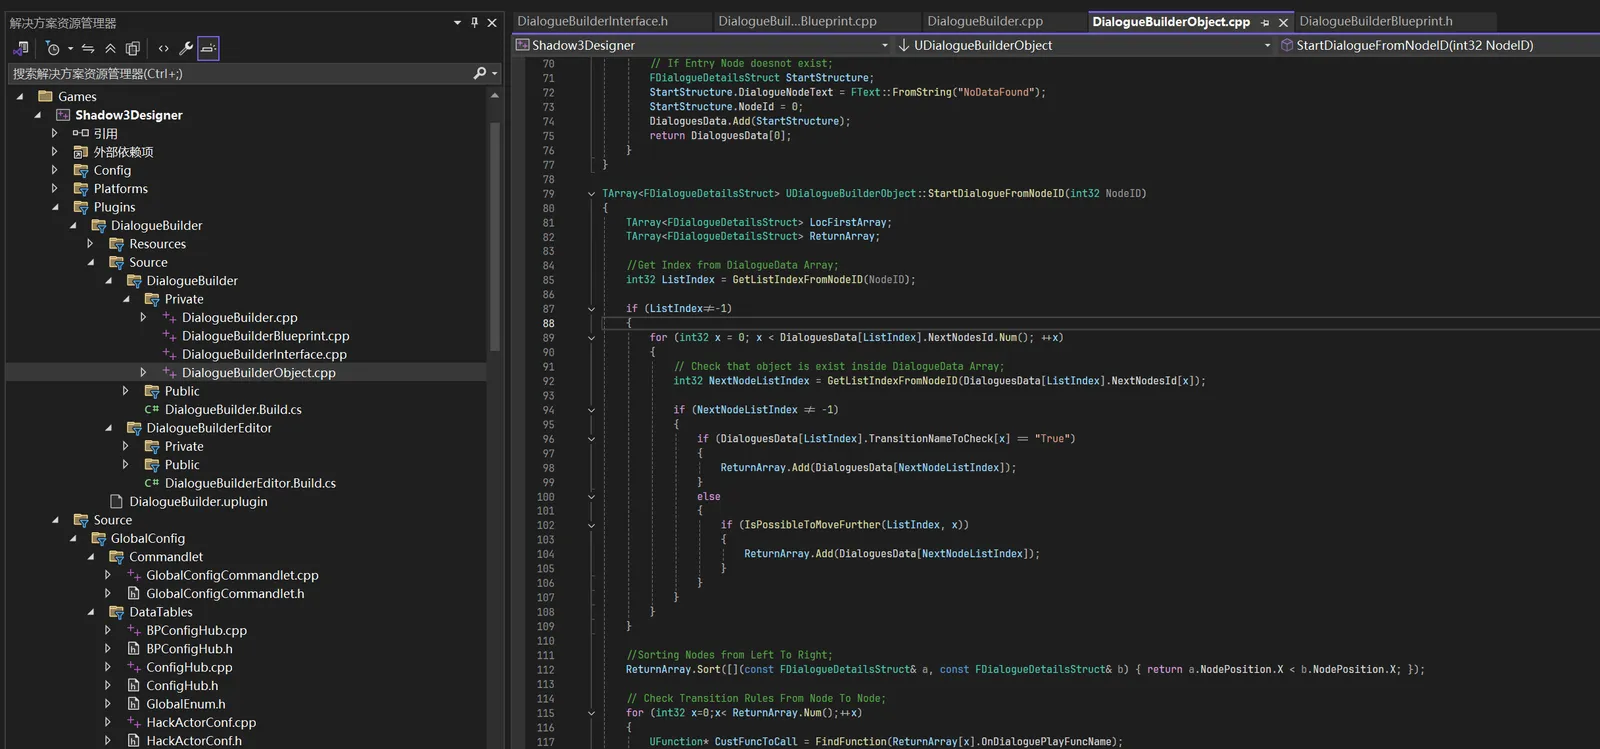 解决方案资源管理器
搜索解决方案资源管理器(Ctrl+;)
Games
Shadow3Designer
引用
外部依赖项
Config
Platforms
Plugins
DialogueBuilder
Resources
Source
DialogueBuilder
Private
DialogueBuilder.cpp
DialogueBuilderBlueprint.cpp
DialogueBuilderInterface.cpp
DialogueBuilderObject.cpp
Public
C# DialogueBuilder.Build.cs
DialogueBuilderEditor
Private
Public
C# DialogueBuilderEditor.Build.cs
DialogueBuilder.uplugin
Source
GlobalConfig
Commandlet
GlobalConfigCommandlet.cpp
GlobalConfigCommandlet.h
DataTables
BPConfigHub.cpp
BPConfigHub.h
ConfigHub.cpp
ConfigHub.h
GlobalEnum.h
HackActorConf.cpp
HackActorConf.h
DialogueBuilderInterface.h DialogueBuil...Blueprint.cpp DialogueBuilder.cpp DialogueBuilderObject.cpp DialogueBuilderBlueprint.h
Shadow3Designer UDialogueBuilderObject StartDialogueFromNodeID(int32 NodeID)
70 // If Entry Node doesnot exist;
71 FDialogueDetailsStruct StartStructure;
72 StartStructure.DialogueNodeText = FText::FromString("NoDataFound");
73 StartStructure.NodeId = 0;
74 DialoguesData.Add(StartStructure);
75 return DialoguesData[0];
76 }
77 }
78
79 TArray<FDialogueDetailsStruct> UDialogueBuilderObject::StartDialogueFromNodeID(int32 NodeID)
80 {
81 TArray<FDialogueDetailsStruct> LocFirstArray;
82 TArray<FDialogueDetailsStruct> ReturnArray;
83
84 //Get Index from DialogueData Array;
85 int32 ListIndex = GetListIndexFromNodeID(NodeID);
86
87 if (ListIndex!=-1)
88 {
89 for (int32 x = 0; x < DialoguesData[ListIndex].NextNodesId.Num(); ++x)
90 {
91 // Check that object is exist inside DialogueData Array;
92 int32 NextNodeListIndex = GetListIndexFromNodeID(DialoguesData[ListIndex].NextNodesId[x]);
93
94 if (NextNodeListIndex != -1)
95 {
96 if (DialoguesData[ListIndex].TransitionNameToCheck[x] == "True")
97 {
98 ReturnArray.Add(DialoguesData[NextNodeListIndex]);
99 }
100 else
101 {
102 if (IsPossibleToMoveFurther(ListIndex, x))
103 {
104 ReturnArray.Add(DialoguesData[NextNodeListIndex]);
105 }
106 }
107 }
108 }
109 }
110
111 //Sorting Nodes from Left To Right;
112 ReturnArray.Sort([](const FDialogueDetailsStruct& a, const FDialogueDetailsStruct& b) { return a.NodePosition.X < b.NodePosition.X; });
113
114 // Check Transition Rules From Node To Node;
115 for (int32 x=0;x< ReturnArray.Num();++x)
116 {
117 UFunction* CustFuncToCall = FindFunction(ReturnArray[x].OnDialoguePlayFuncName);